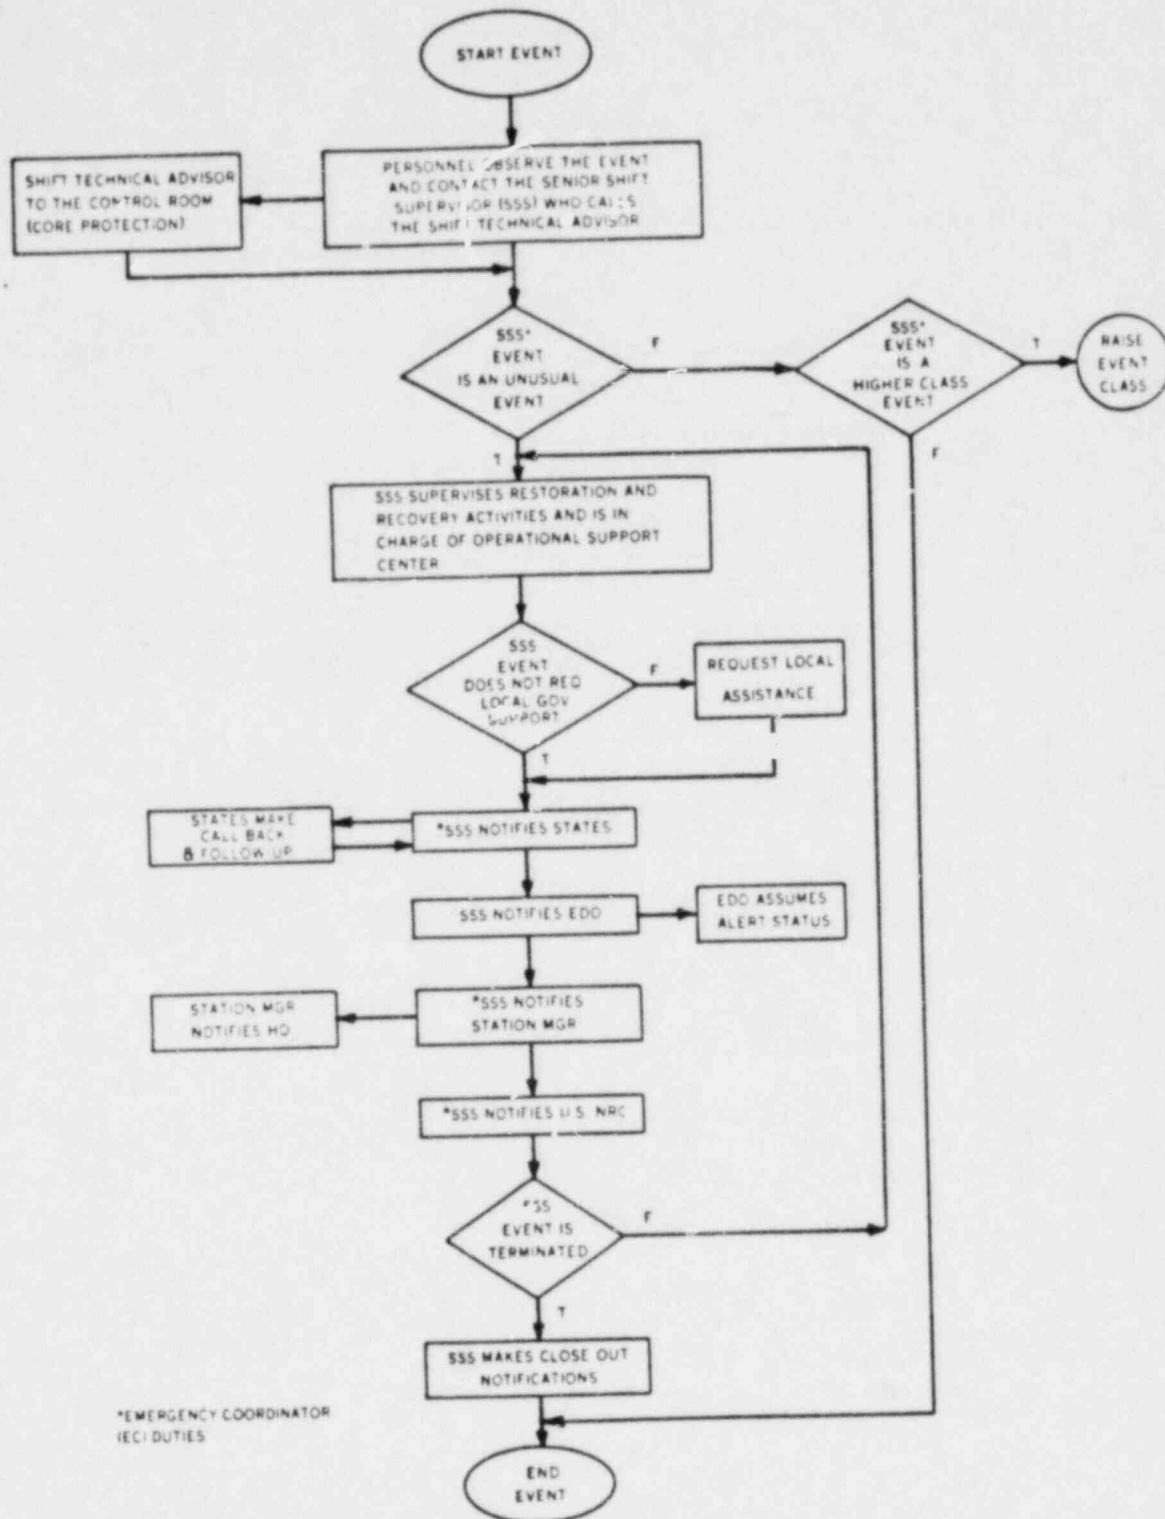 START EVENT
PERSONNEL OBSERVE THE EVENT
AND CONTACT THE SENIOR SHIFT
SUPERVISOR (SSS) WHO CALLS
THE SHIFT TECHNICAL ADVISOR
SHIFT TECHNICAL ADVISOR
TO THE CONTROL ROOM
(CORE PROTECTION)
SSS*
EVENT
IS AN UNUSUAL
EVENT
F
SSS*
EVENT
IS A
HIGHER CLASS
EVENT
T
RAISE
EVENT
CLASS
F
T
SSS SUPERVISES RESTORATION AND
RECOVERY ACTIVITIES AND IS IN
CHARGE OF OPERATIONAL SUPPORT
CENTER
SSS
EVENT
DOES NOT REQ
LOCAL GOV
SUPPORT
F
REQUEST LOCAL
ASSISTANCE
T
STATES MAKE
CALL BACK
& FOLLOW-UP
*SSS NOTIFIES STATES
*SSS NOTIFIES EDO
EDO ASSUMES
ALERT STATUS
STATION MGR
NOTIFIES HQ
*SSS NOTIFIES
STATION MGR
*SSS NOTIFIES U.S. NRC
*SS
EVENT IS
TERMINATED
F
T
SSS MAKES CLOSE OUT
NOTIFICATIONS
*EMERGENCY COORDINATOR
(EC) DUTIES
END
EVENT